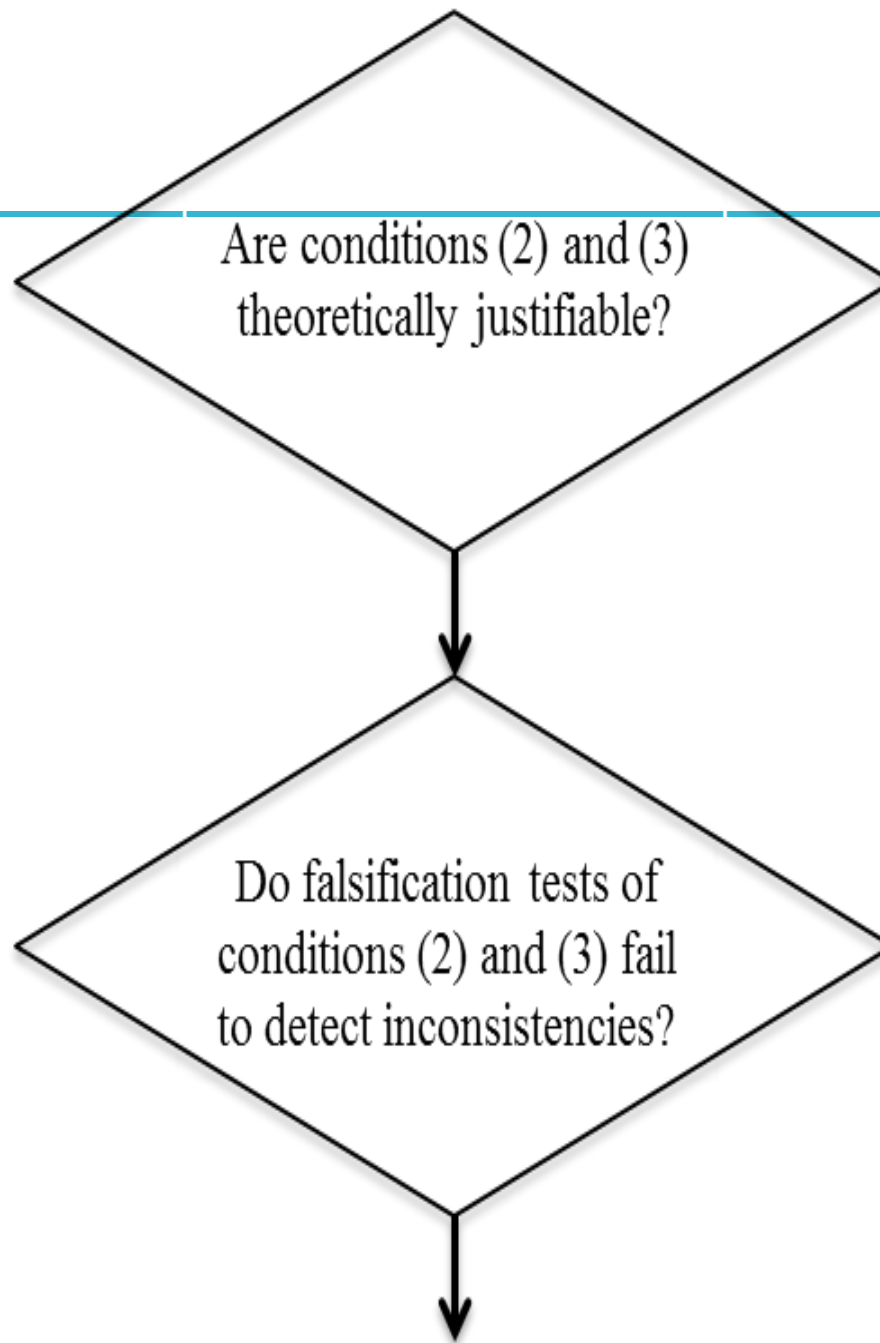 Are conditions (2) and (3)
theoretically justifiable?
Do falsification tests of
conditions (2) and (3) fail
to detect inconsistencies?